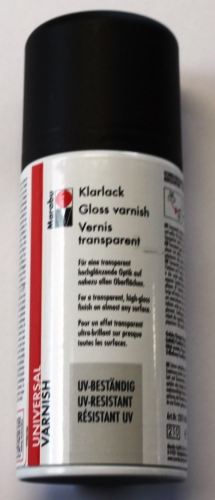 Marabu
Klarlack
Gloss varnish
Vernis
transparent
Für eine transparent
hochglänzende Optik auf
nahezu allen Oberflächen.
For a transparent, high-gloss
finish on almost any surface.
Pour un effet transparent
ultra-brillant sur presque
toutes les surfaces.
UV-BESTÄNDIG
UV-RESISTANT
RÉSISTANT UV
UNIVERSAL
VARNISH